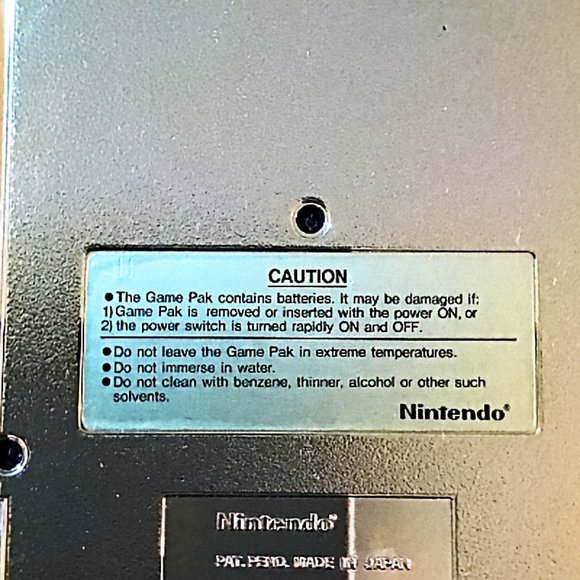 CAUTION
●The Game Pak contains batteries. It may be damaged if:
1) Game Pak is removed or inserted with the power ON, or
2) the power switch is turned rapidly ON and OFF.
●Do not leave the Game Pak in extreme temperatures.
●Do not immerse in water.
●Do not clean with benzene, thinner, alcohol or other such
solvents.
Nintendo®
Nintendo®
PAT. PEND. MADE IN JAPAN